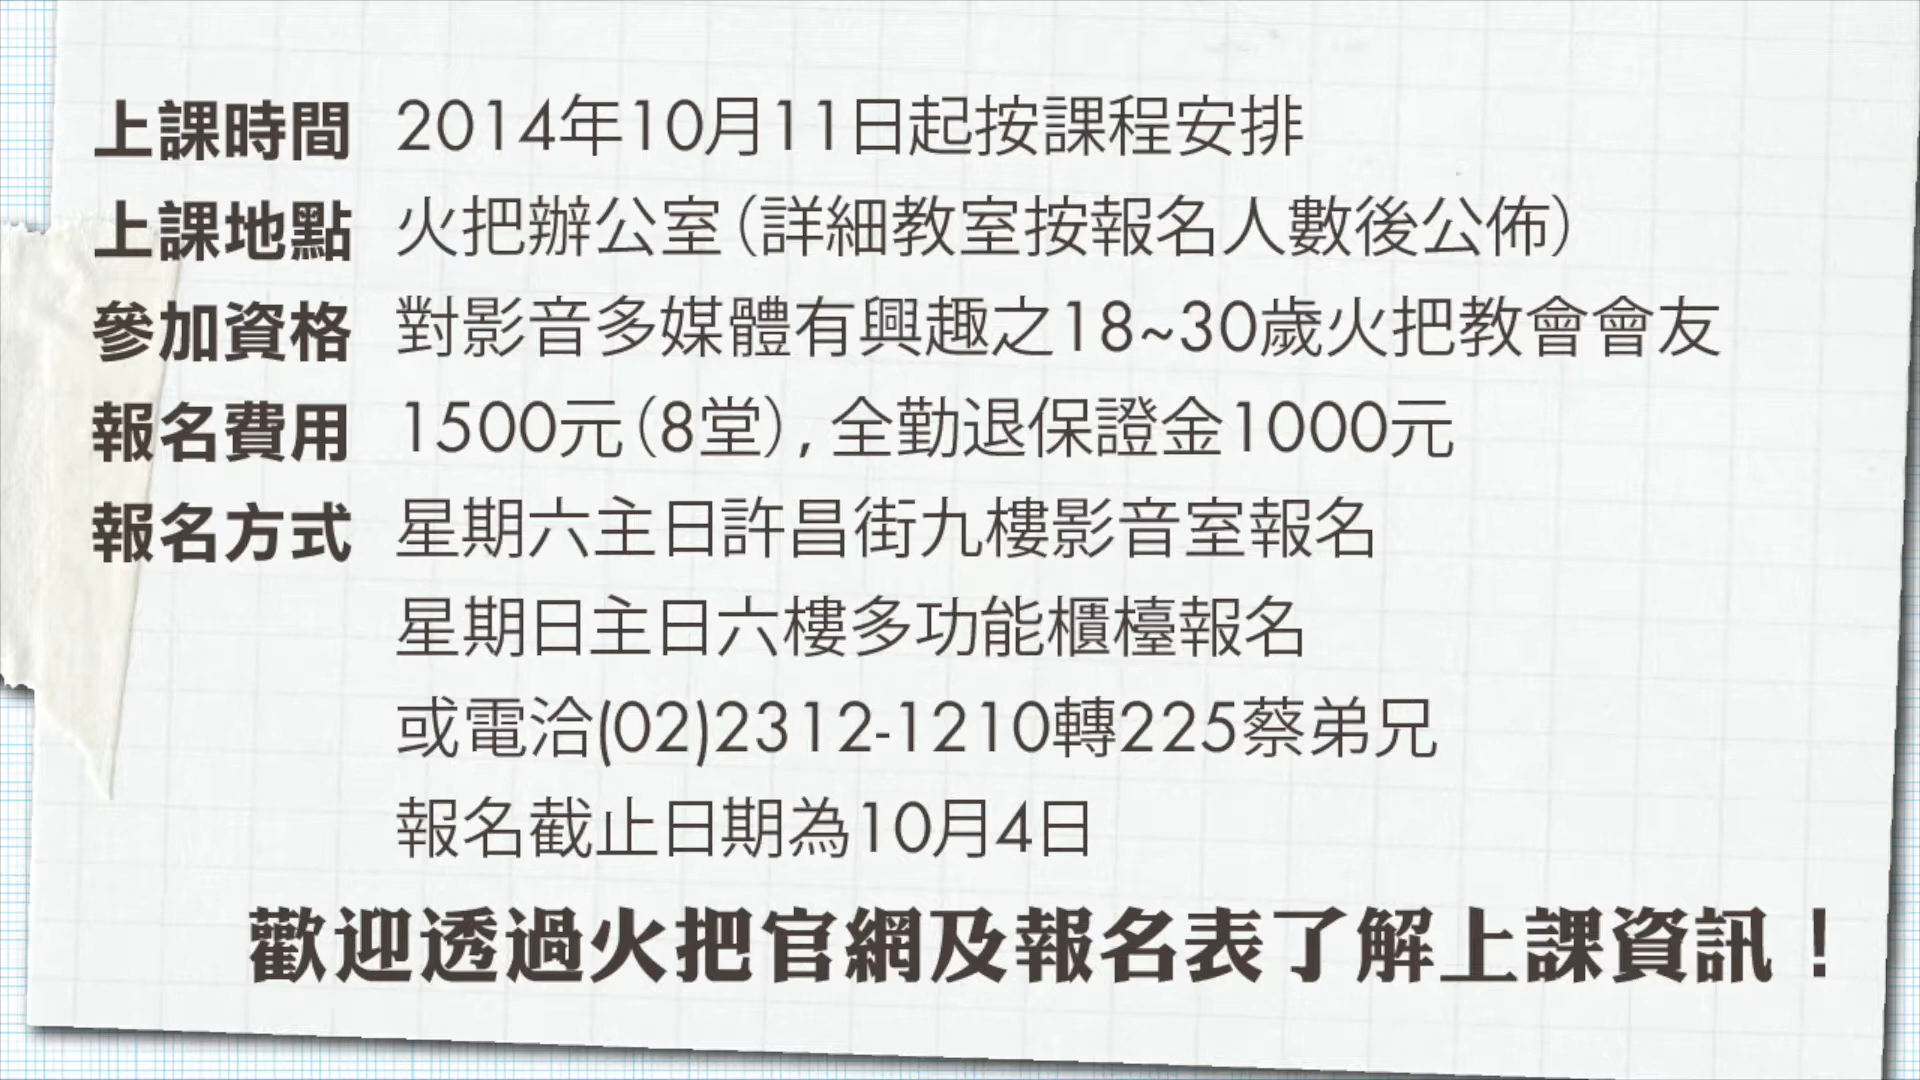 上課時間 2014年10月11日起按課程安排
上課地點 火把辦公室(詳細教室按報名人數後公佈)
參加資格 對影音多媒體有興趣之18~30歲火把教會會友
報名費用 1500元(8堂),全勤退保證金1000元
報名方式 星期六主日許昌街九樓影音室報名
星期日主日六樓多功能櫃檯報名
或電洽(02)2312-1210轉225蔡弟兄
報名截止日期為10月4日
歡迎透過火把官網及報名表了解上課資訊！